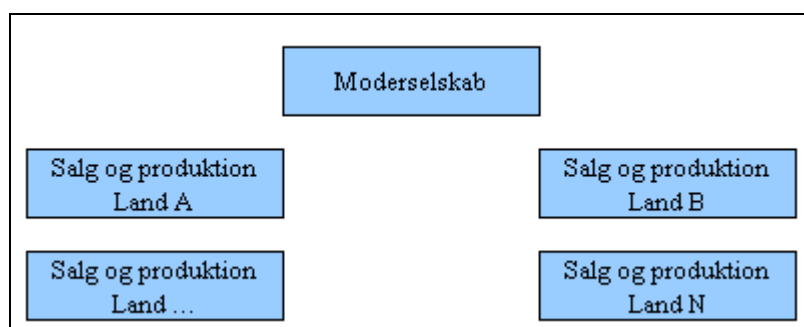 Moderselskab
Salg og produktion
Land A
Salg og produktion
Land B
Salg og produktion
Land ...
Salg og produktion
Land N